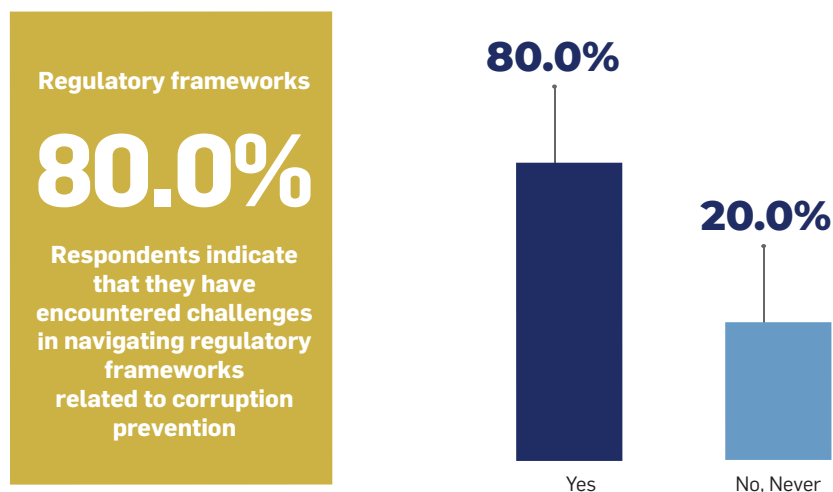 Regulatory frameworks
80.0%
Respondents indicate
that they have
encountered challenges
in navigating regulatory
frameworks
related to corruption
prevention
80.0%
20.0%
Yes
No, Never